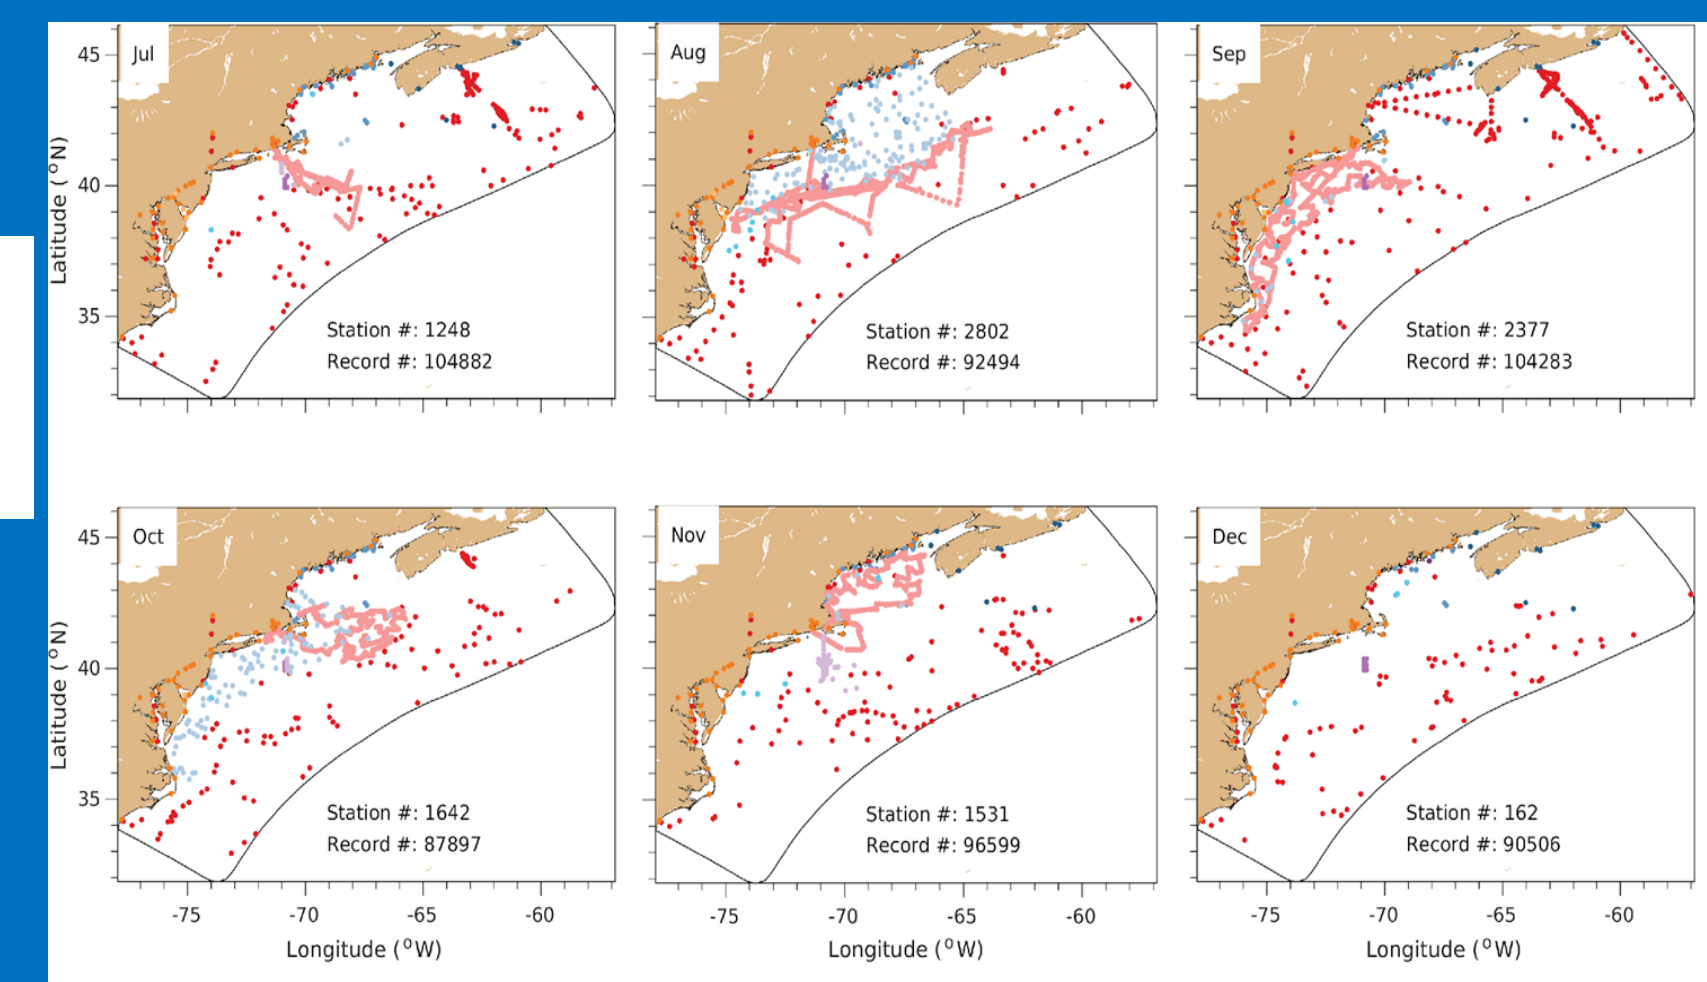 Jul
Aug
Sep
45
40
35
Latitude (°N)
Station #: 1248
Record #: 104882
Station #: 2802
Record #: 92494
Station #: 2377
Record #: 104283
Oct
Nov
Dec
45
40
35
Latitude (°N)
Station #: 1642
Record #: 87897
Station #: 1531
Record #: 96599
Station #: 162
Record #: 90506
-75 -70 -65 -60
-75 -70 -65 -60
-75 -70 -65 -60
Longitude (°W)
Longitude (°W)
Longitude (°W)